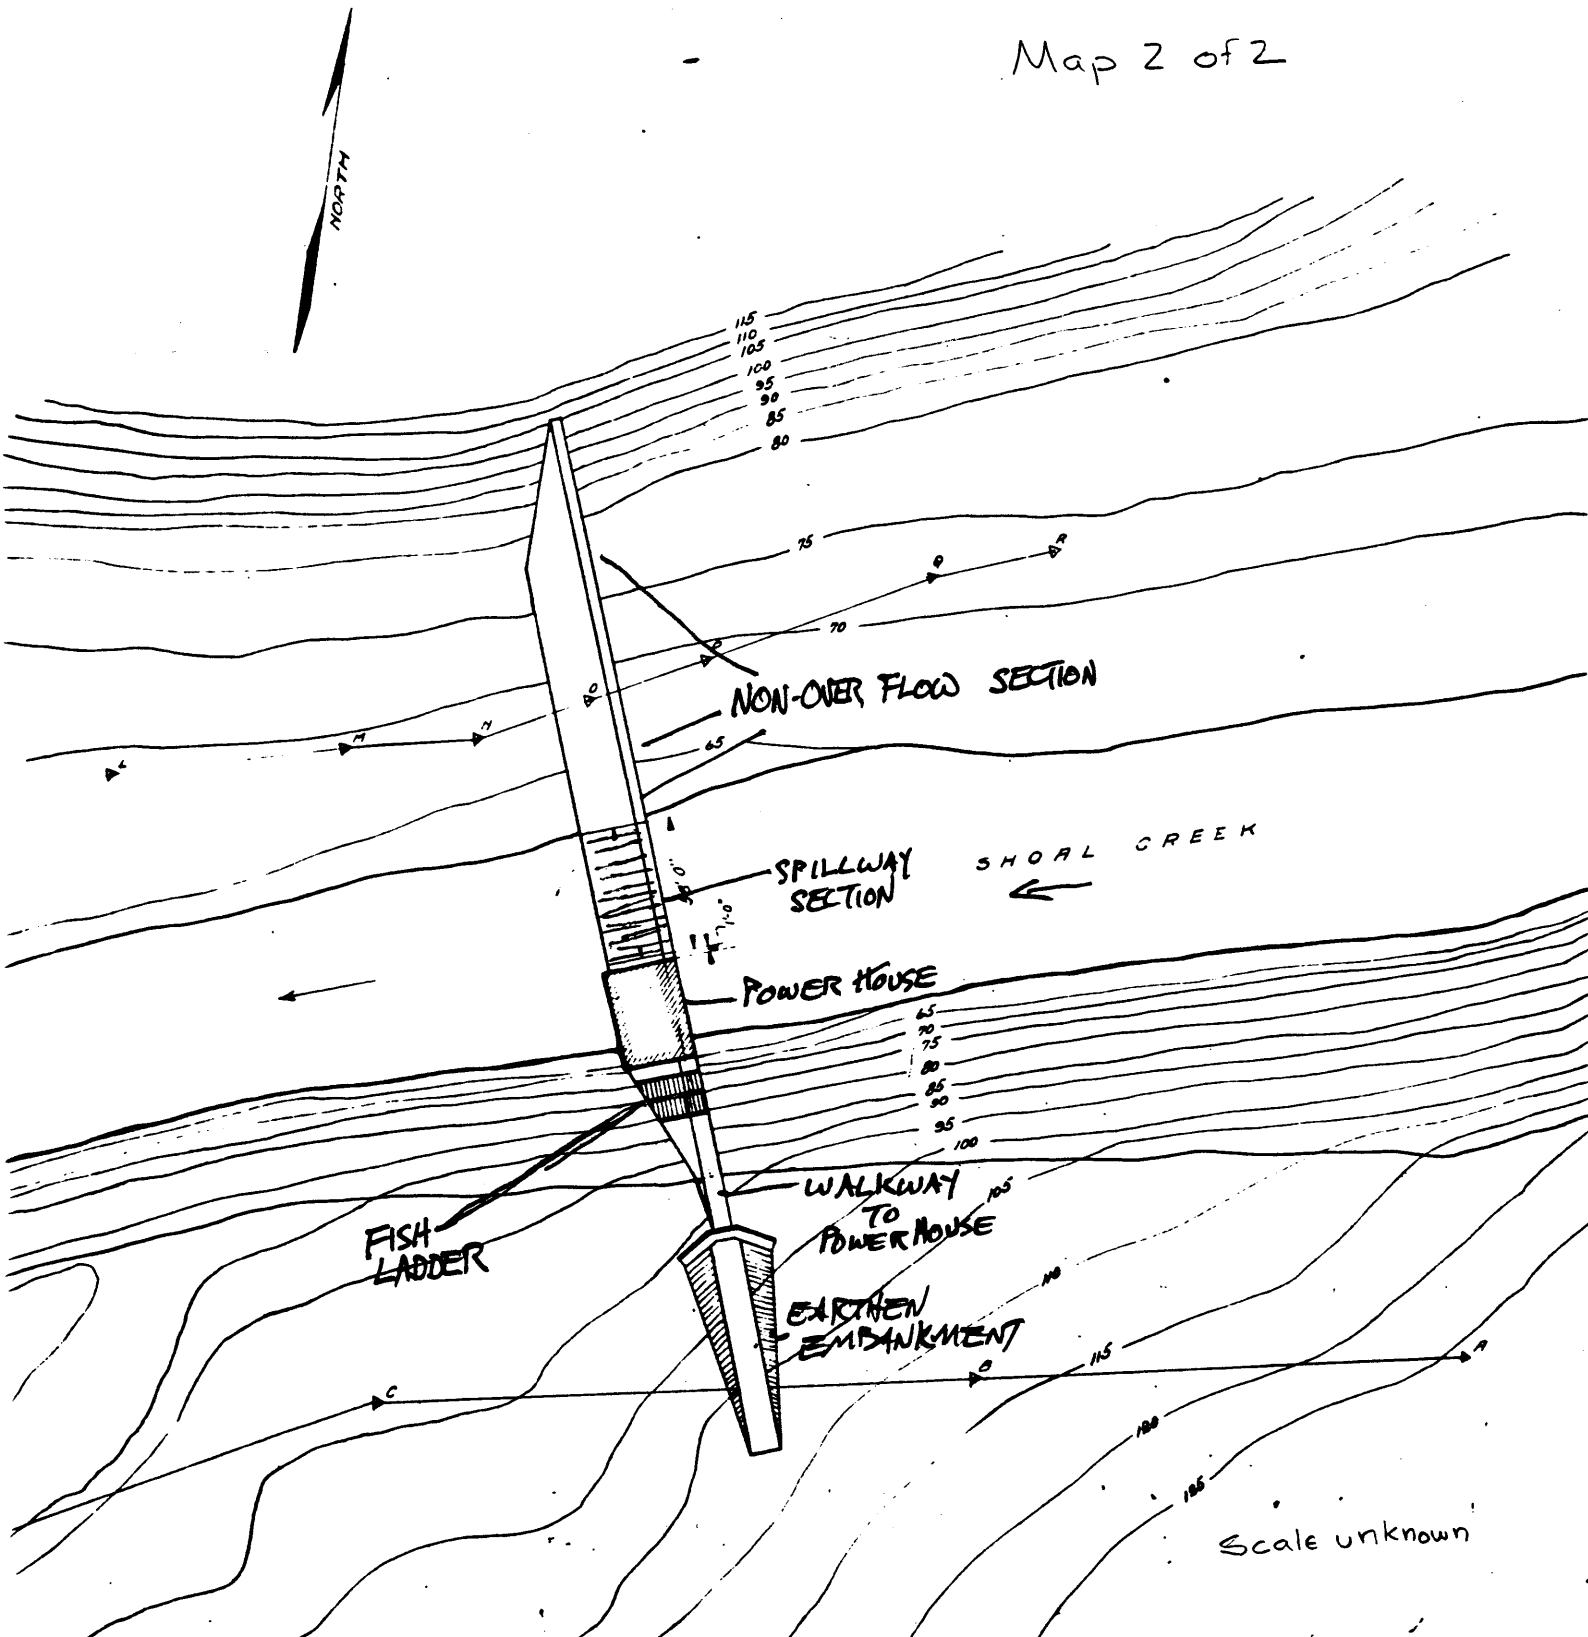 Map 2 of 2
NORTH
115
110
105
100
95
90
85
80
75
R
Q
70
P
O
NON-OVER FLOW SECTION
N
M
L
65
SHOAL CREEK
SPILLWAY
SECTION
POWER HOUSE
65
70
75
80
85
90
95
100
105
WALKWAY
TO
POWER HOUSE
FISH
LADDER
110
EARTHEN
EMBANKMENT
115
A
B
C
120
125
Scale unknown